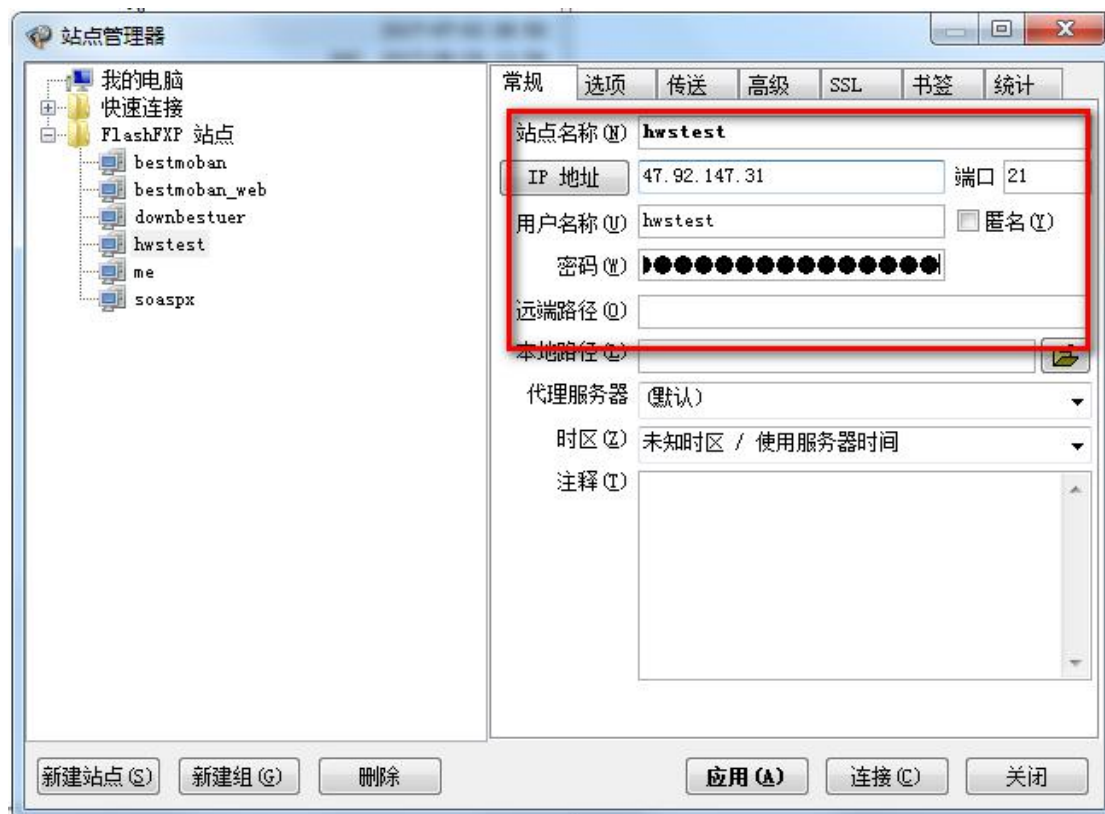 站点管理器
我的电脑
快速连接
FlashFXP 站点
bestmoban
bestmoban_web
downbestuer
hwstest
me
soaspx
常规 选项 传送 高级 SSL 书签 统计
站点名称(N) hwstest
IP 地址 47.92.147.31 端口 21
用户名称(U) hwstest 匿名(Y)
密码(W)
远端路径(O)
本地路径(L)
代理服务器 (默认)
时区(Z) 未知时区 / 使用服务器时间
注释(T)
新建站点(S) 新建组(G) 删除 应用(A) 连接(C) 关闭